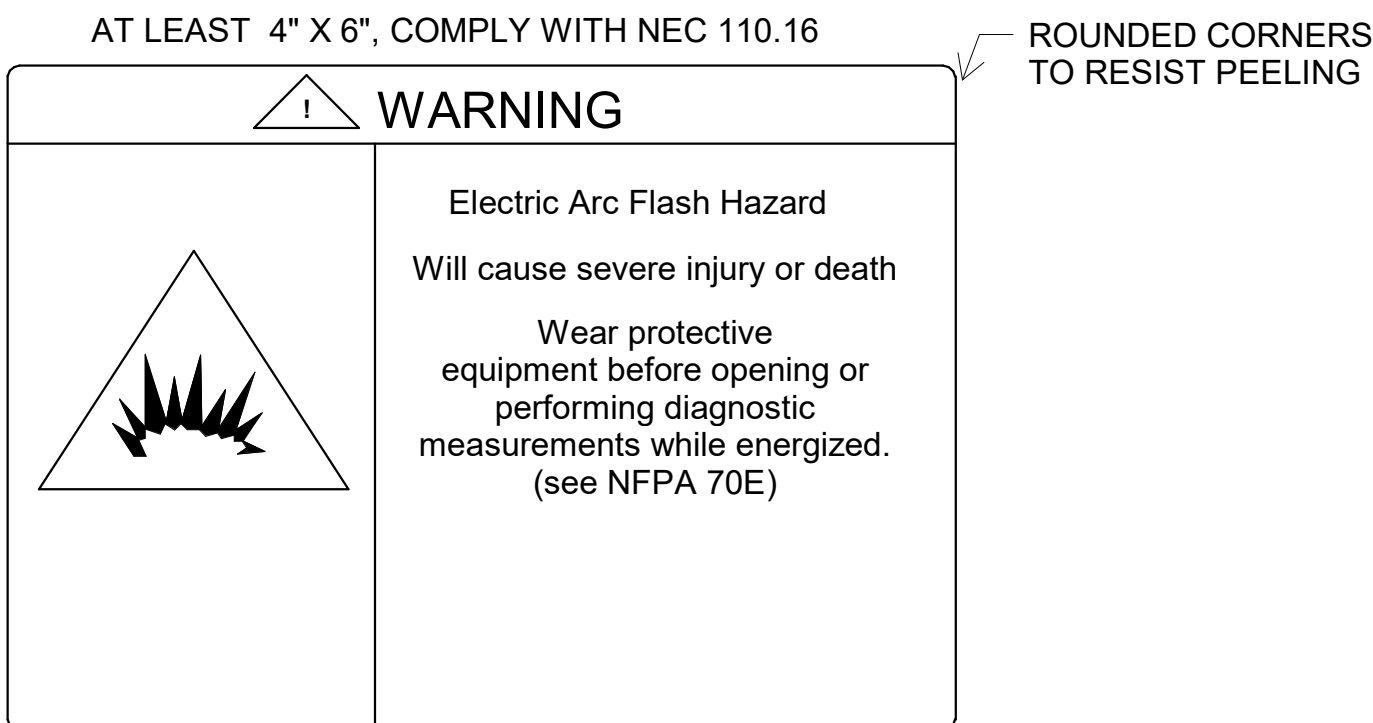 AT LEAST 4" X 6", COMPLY WITH NEC 110.16
ROUNDED CORNERS
TO RESIST PEELING
! WARNING
Electric Arc Flash Hazard
Will cause severe injury or death
Wear protective
equipment before opening or
performing diagnostic
measurements while energized.
(see NFPA 70E)